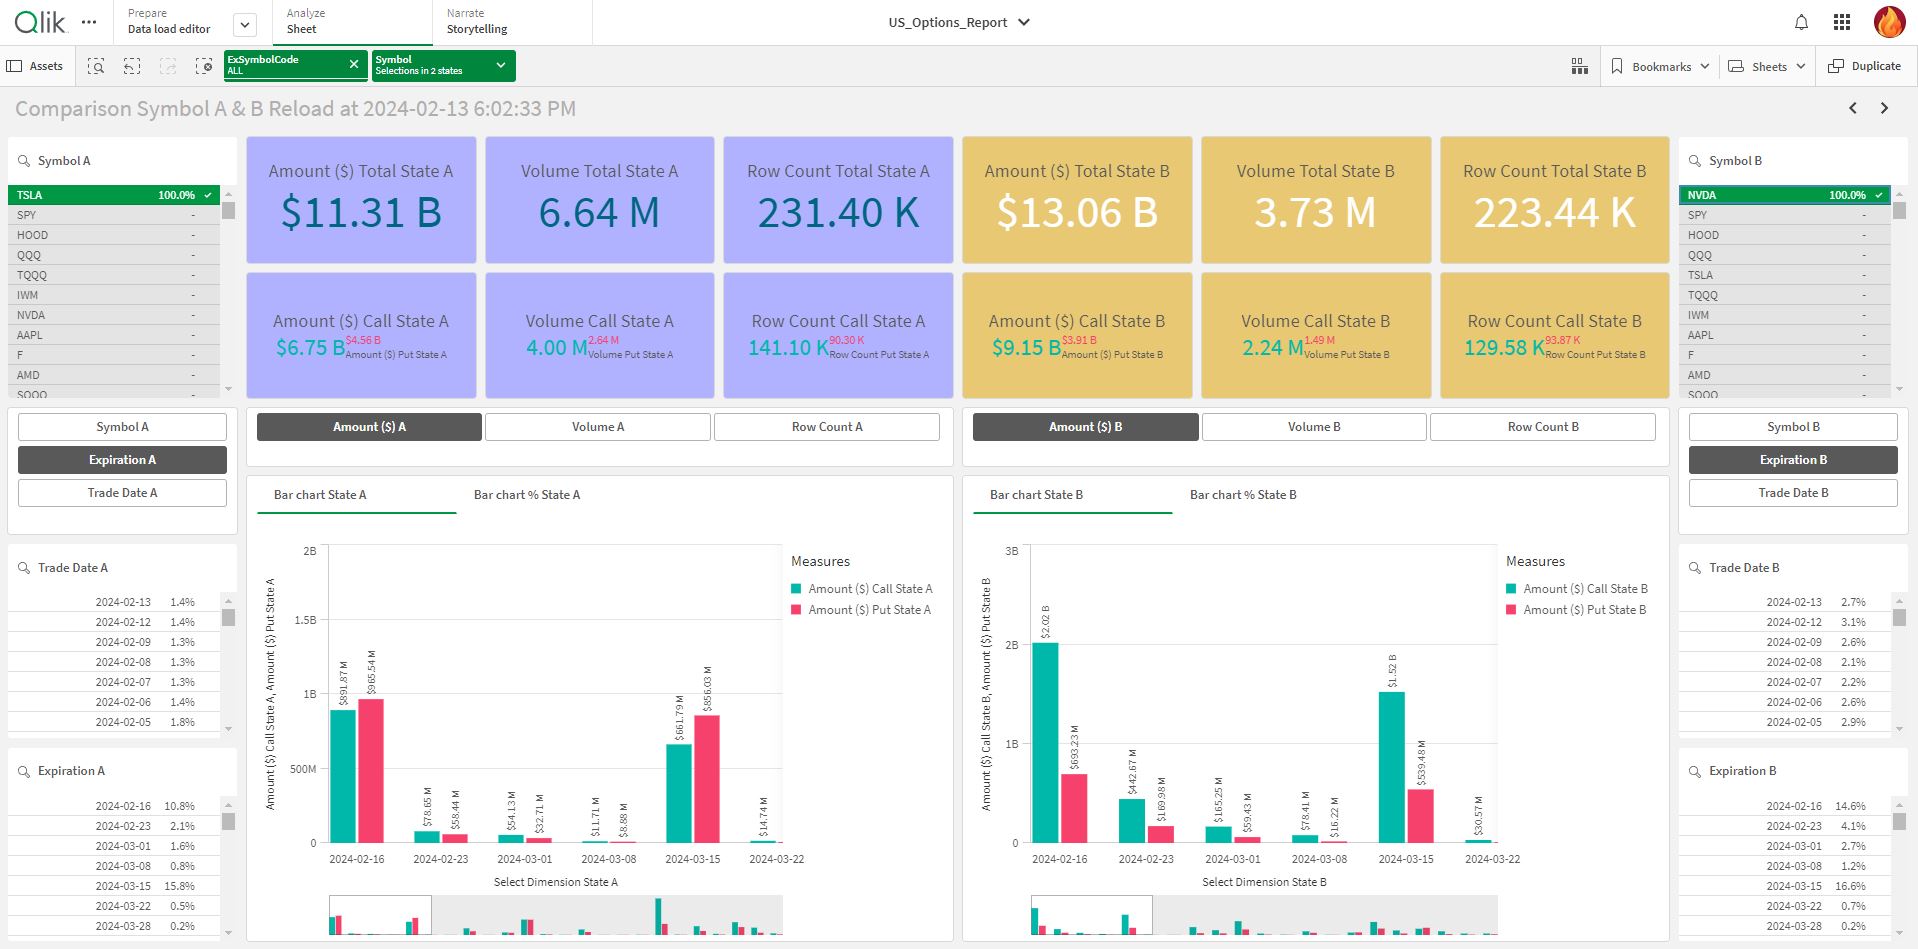 Qlik
Prepare
Data load editor
Analyze
Sheet
Narrate
Storytelling
US_Options_Report
Assets
ExSymbolCode
ALL
Symbol
Selections in 2 states
Bookmarks
Sheets
Duplicate
Comparison Symbol A & B Reload at 2024-02-13 6:02:33 PM
Symbol A
TSLA 100.0%
SPY -
HOOD -
QQQ -
TQQQ -
IWM -
NVDA -
AAPL -
F -
AMD -
SOQQ -
Amount ($) Total State A
$11.31 B
Volume Total State A
6.64 M
Row Count Total State A
231.40 K
Amount ($) Total State B
$13.06 B
Volume Total State B
3.73 M
Row Count Total State B
223.44 K
Amount ($) Call State A
$6.75 B
$4.56 B
Amount ($) Put State A
Volume Call State A
4.00 M
2.64 M
Volume Put State A
Row Count Call State A
141.10 K
90.30 K
Row Count Put State A
Amount ($) Call State B
$9.15 B
$3.91 B
Amount ($) Put State B
Volume Call State B
2.24 M
1.49 M
Volume Put State B
Row Count Call State B
129.58 K
93.87 K
Row Count Put State B
Symbol B
NVDA 100.0%
SPY -
HOOD -
QQQ -
TSLA -
TQQQ -
IWM -
AAPL -
F -
AMD -
SOQQ -
Symbol A
Expiration A
Trade Date A
Amount ($) A
Volume A
Row Count A
Amount ($) B
Volume B
Row Count B
Symbol B
Expiration B
Trade Date B
Trade Date A
2024-02-13 1.4%
2024-02-12 1.4%
2024-02-09 1.3%
2024-02-08 1.3%
2024-02-07 1.3%
2024-02-06 1.4%
2024-02-05 1.8%
Expiration A
2024-02-16 10.8%
2024-02-23 2.1%
2024-03-01 1.6%
2024-03-08 0.8%
2024-03-15 15.8%
2024-03-22 0.5%
2024-03-28 0.2%
Bar chart State A
Bar chart % State A
Amount ($) Call State A, Amount ($) Put State A
2B
1.5B
1B
500M
0
$891.87 M
$965.54 M
$78.65 M
$58.44 M
$54.13 M
$32.71 M
$11.71 M
$8.88 M
$661.79 M
$856.03 M
$14.74 M
2024-02-16
2024-02-23
2024-03-01
2024-03-08
2024-03-15
2024-03-22
Select Dimension State A
Measures
Amount ($) Call State A
Amount ($) Put State A
Bar chart State B
Bar chart % State B
Amount ($) Call State B, Amount ($) Put State B
3B
2B
1B
0
$2.02 B
$693.23 M
$442.67 M
$169.98 M
$165.25 M
$59.43 M
$78.41 M
$16.22 M
$1.52 B
$539.48 M
$30.57 M
2024-02-16
2024-02-23
2024-03-01
2024-03-08
2024-03-15
2024-03-22
Select Dimension State B
Measures
Amount ($) Call State B
Amount ($) Put State B
Trade Date B
2024-02-13 2.7%
2024-02-12 3.1%
2024-02-09 2.6%
2024-02-08 2.1%
2024-02-07 2.2%
2024-02-06 2.6%
2024-02-05 2.9%
Expiration B
2024-02-16 14.6%
2024-02-23 4.1%
2024-03-01 2.7%
2024-03-08 1.2%
2024-03-15 16.6%
2024-03-22 0.7%
2024-03-28 0.2%